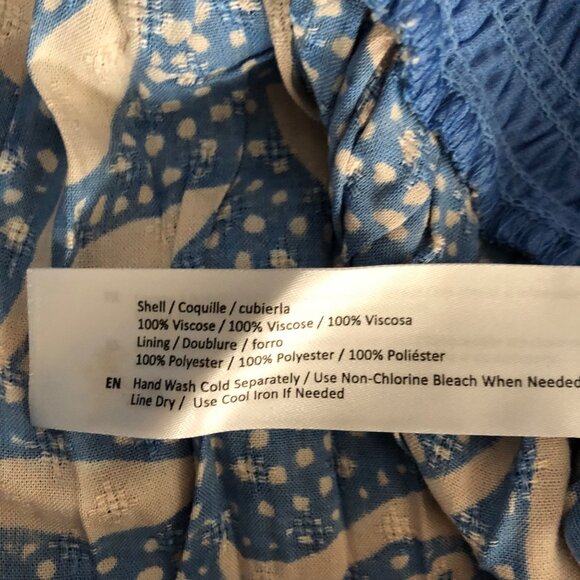 Shell / Coquille / cubierla
100% Viscose / 100% Viscose / 100% Viscosa
Lining / Doublure / forro
100% Polyester / 100% Polyester / 100% Poliéster
EN Hand Wash Cold Separately / Use Non-Chlorine Bleach When Needed
Line Dry / Use Cool Iron If Needed